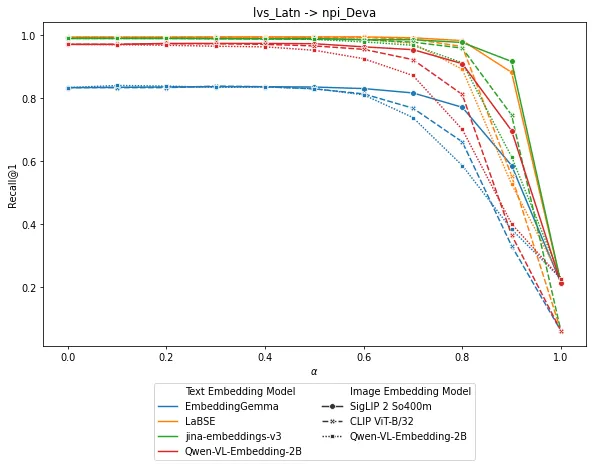 lvs_Latn -> npi_Deva
Recall@1
1.0
0.8
0.6
0.4
0.2
0.0 0.2 0.4 0.6 0.8 1.0
α
Text Embedding Model
EmbeddingGemma
LaBSE
jina-embeddings-v3
Qwen-VL-Embedding-2B
Image Embedding Model
SigLIP 2 So400m
CLIP ViT-B/32
Qwen-VL-Embedding-2B